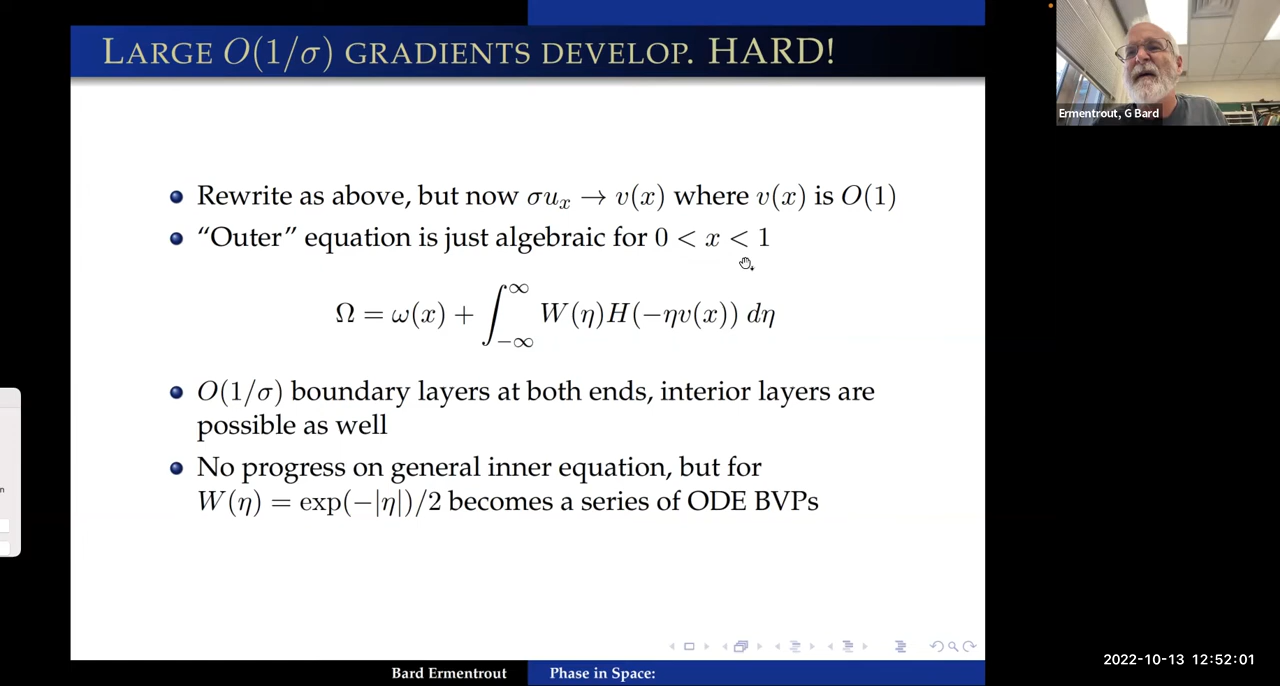 LARGE O(1/σ) GRADIENTS DEVELOP. HARD!
Ermentrout, G Bard
Rewrite as above, but now σuₓ → v(x) where v(x) is O(1)
“Outer” equation is just algebraic for 0 < x < 1
Ω = ω(x) + ∫_{−∞}^{∞} W(η)H(−ηv(x)) dη
O(1/σ) boundary layers at both ends, interior layers are
possible as well
No progress on general inner equation, but for
W(η) = exp(−|η|)/2 becomes a series of ODE BVPs
Bard Ermentrout
Phase in Space:
2022-10-13 12:52:01